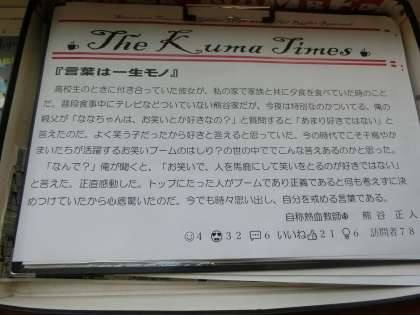 The Kuma Times
『言葉は一生モノ』
高校生のときに付き合っていた彼女が、私の家で家族と共に夕食を食べていた時のこと
だ。普段食事中にテレビなどついていない熊谷家だが、今夜は特別なのかついてる。俺の
親父が「ななちゃんは、お笑いとか好きなの？」と質問すると「あまり好きではない」と
答えたのだ。よく笑う子だったから好きと答えると思っていた。今の時代でこそ千鳥やか
まいたちが活躍するお笑いブームのはしり？の世の中でこんな答えあるのかと思った。
「なんで？」俺が聞くと、「お笑いで、人を馬鹿にして笑いをとるのが好きではない」
と答えた。正直感動した。トップにたった人がブームであり正義であると何も考えずに決
めつけていたから心底驚いたのだ。今でも時々思い出し、自分を戒める言葉である。
自称熱血教師 熊谷 正人
4 32 6 いいね 21 6 訪問者78